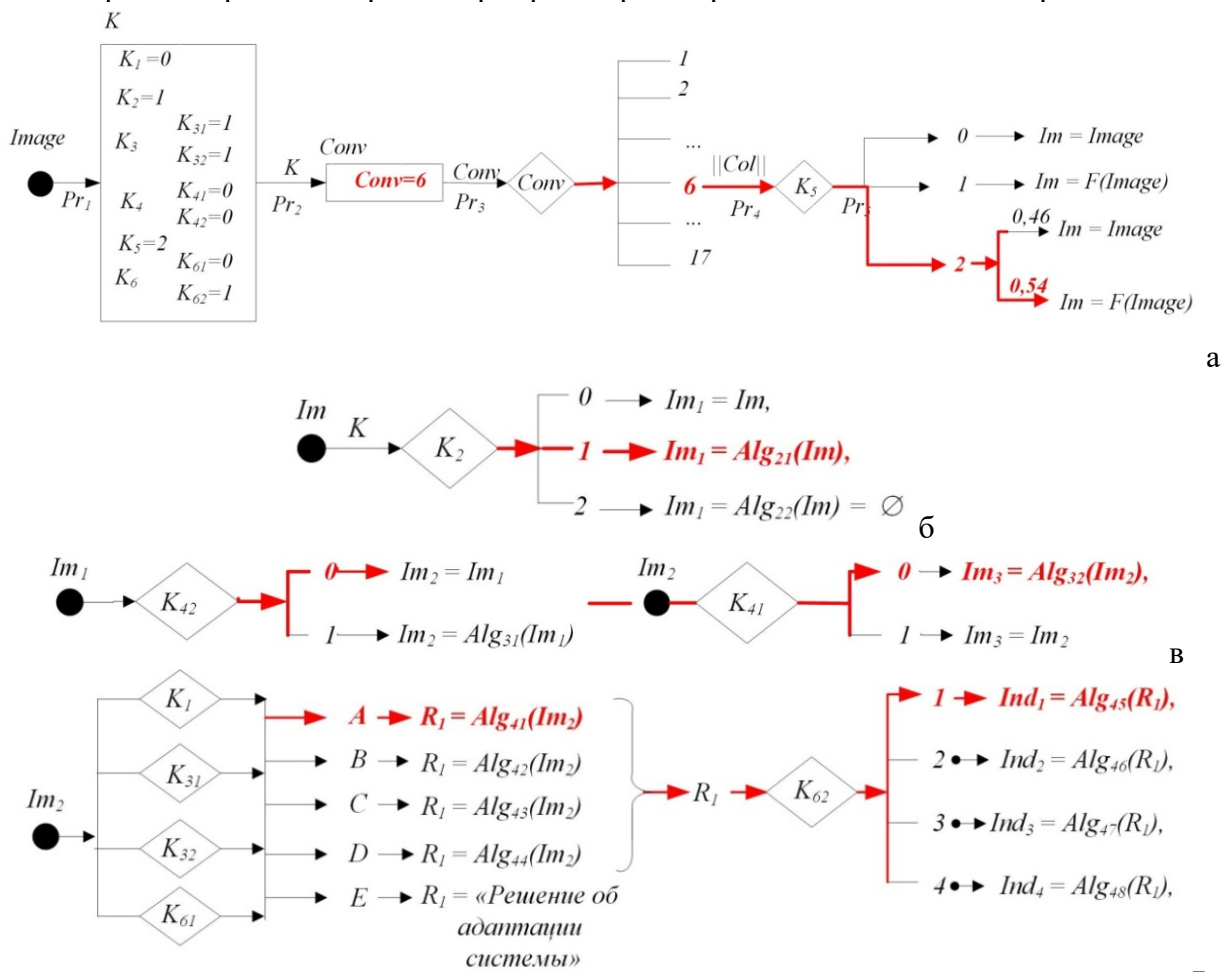 K
K₁=0
K₂=1
K₃
K₃₁=1
K₃₂=1
K₄
K₄₁=0
K₄₂=0
K₅=2
K₆
K₆₁=0
K₆₂=1
Image
Pr₁
K
Pr₂
Conv
Conv=6
Conv
Pr₃
Conv
1
2
...
6
...
17
||Col||
Pr₄
K₅
0 Im = Image
1 Im = F(Image)
2
0,46 Im = Image
0,54 Im = F(Image)
а
Im
K
K₂
0 Im₁ = Im,
1 Im₁ = Alg₂₁(Im),
2 Im₁ = Alg₂₂(Im) = ∅
б
Im₁
K₄₂
0 Im₂ = Im₁
1 Im₂ = Alg₃₁(Im₁)
Im₂
K₄₁
0 Im₃ = Alg₃₂(Im₂),
1 Im₃ = Im₂
в
Im₂
K₁
K₃₁
K₃₂
K₆₁
A R₁ = Alg₄₁(Im₂)
B R₁ = Alg₄₂(Im₂)
C R₁ = Alg₄₃(Im₂)
D R₁ = Alg₄₄(Im₂)
E R₁ = «Решение об
адаптации
системы»
R₁
K₆₂
1 Ind₁ = Alg₄₅(R₁),
2 Ind₂ = Alg₄₆(R₁),
3 Ind₃ = Alg₄₇(R₁),
4 Ind₄ = Alg₄₈(R₁),